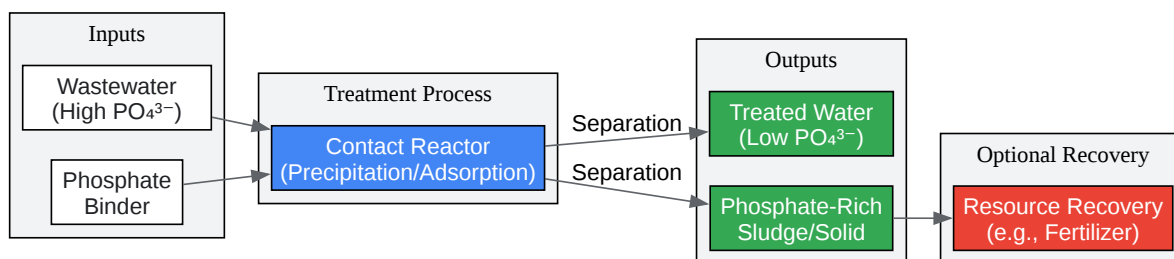 Inputs
Wastewater
(High PO₄³⁻)
Phosphate
Binder
Treatment Process
Contact Reactor
(Precipitation/Adsorption)
Separation
Separation
Outputs
Treated Water
(Low PO₄³⁻)
Phosphate-Rich
Sludge/Solid
Optional Recovery
Resource Recovery
(e.g., Fertilizer)